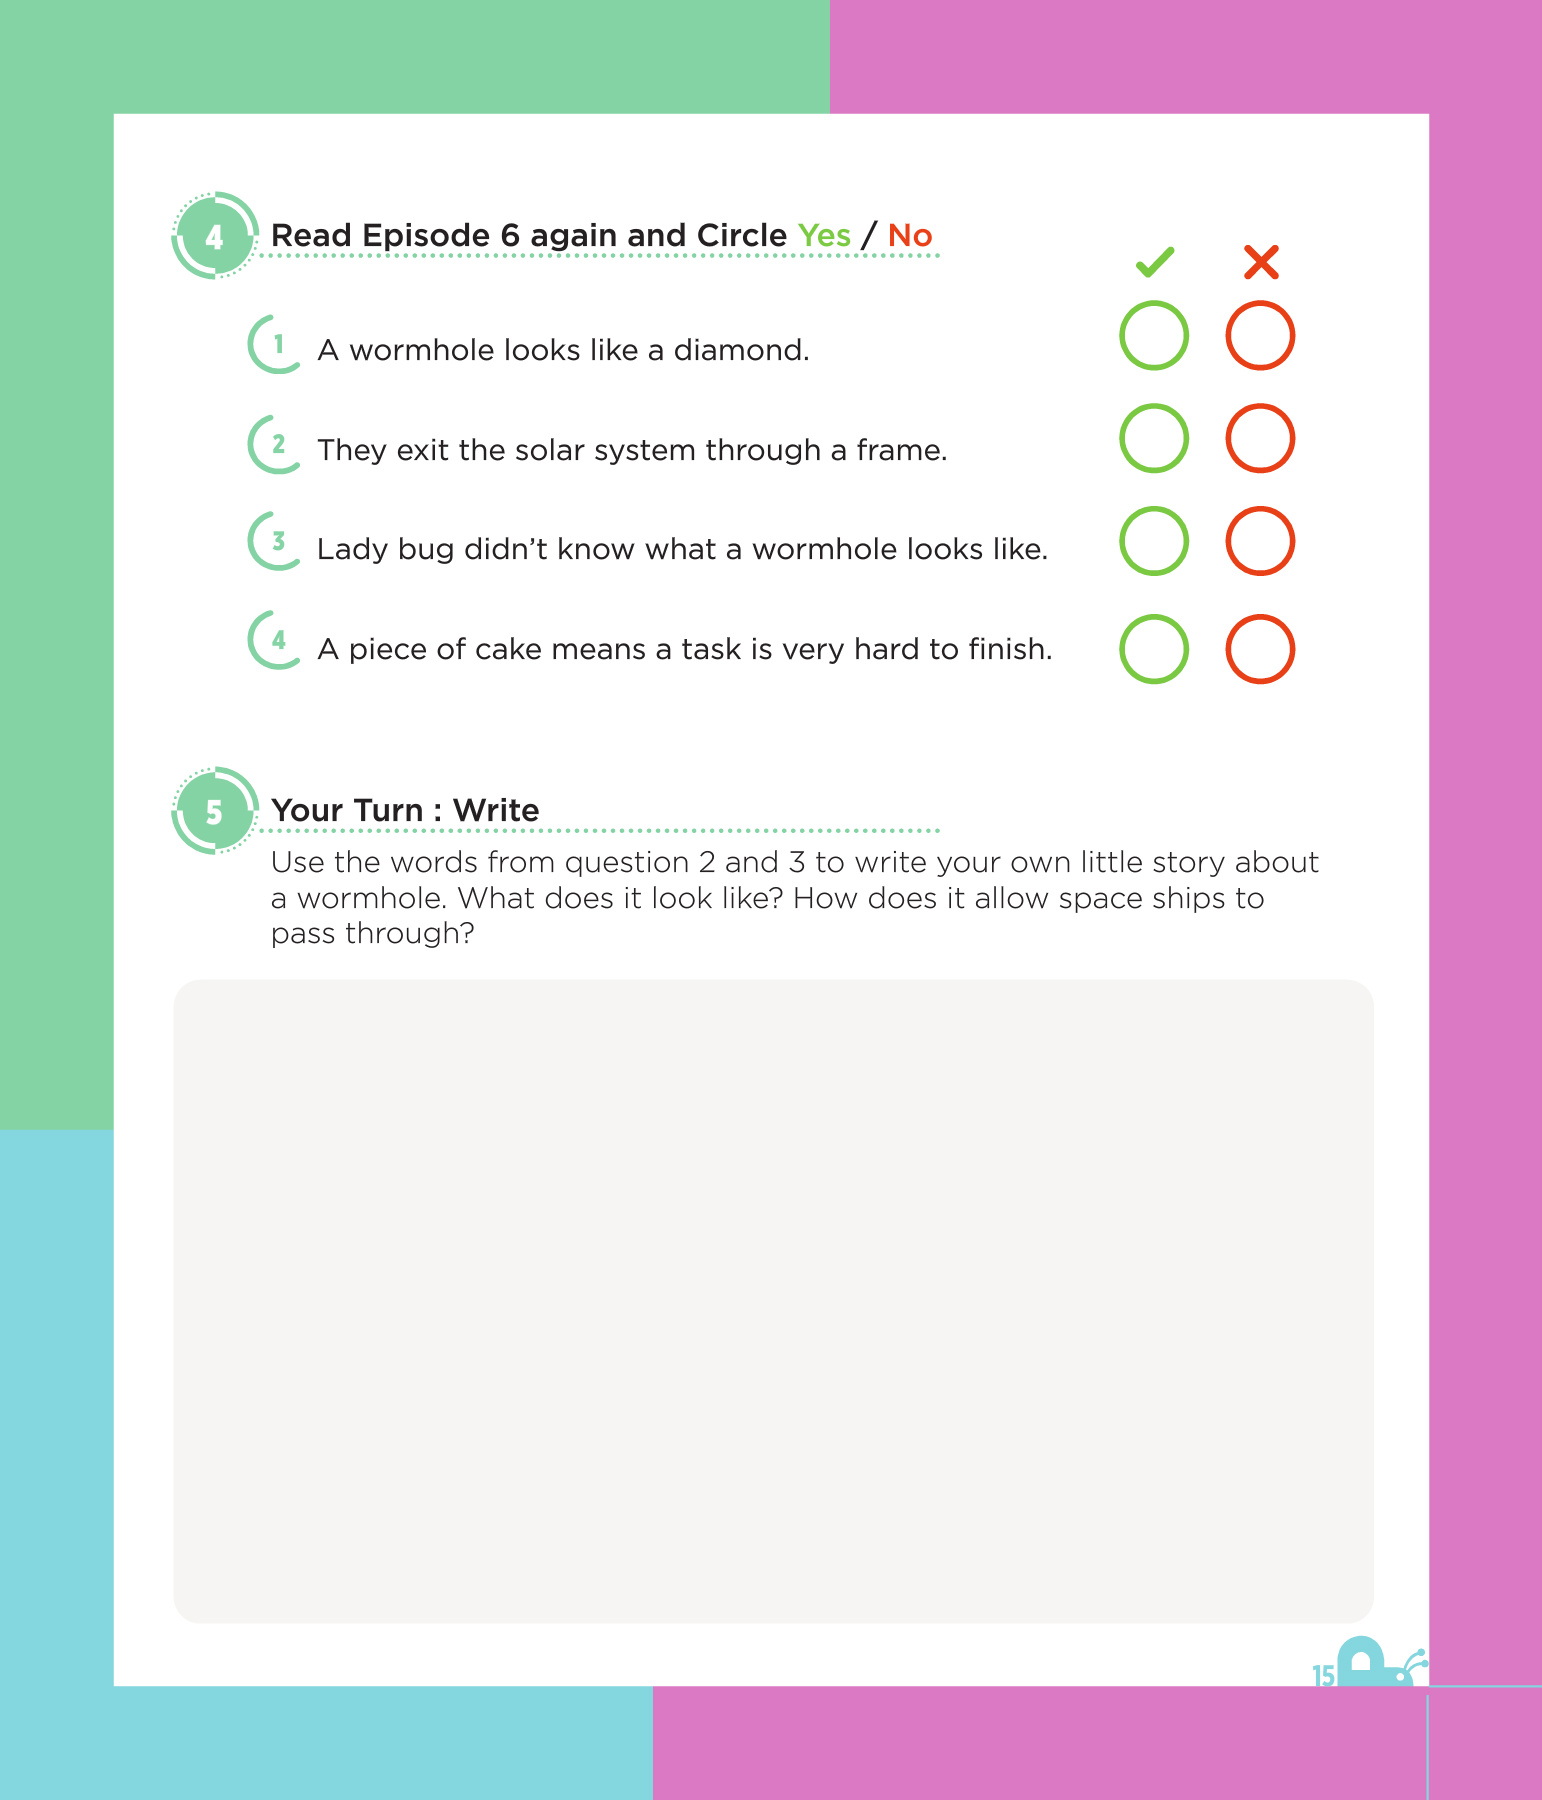 4 Read Episode 6 again and Circle Yes / No
1 A wormhole looks like a diamond.
2 They exit the solar system through a frame.
3 Lady bug didn't know what a wormhole looks like.
4 A piece of cake means a task is very hard to finish.
5 Your Turn : Write
Use the words from question 2 and 3 to write your own little story about
a wormhole. What does it look like? How does it allow space ships to
pass through?
15